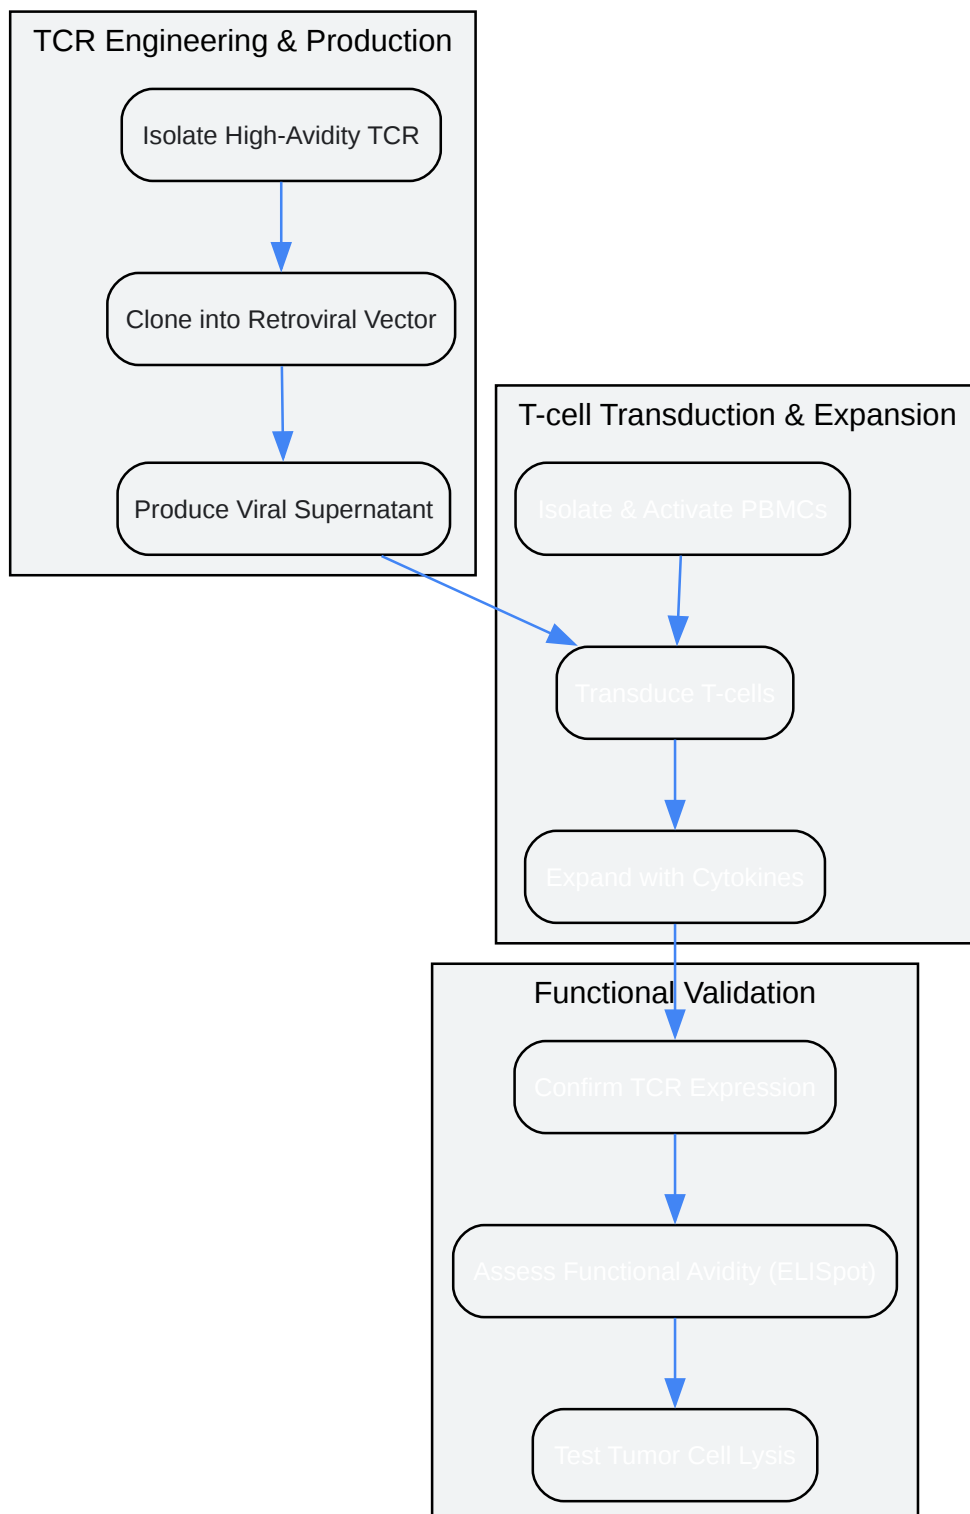 TCR Engineering & Production
Isolate High-Avidity TCR
Clone into Retroviral Vector
Produce Viral Supernatant
T-cell Transduction & Expansion
Isolate & Activate PBMCs
Transduce T-cells
Expand with Cytokines
Functional Validation
Confirm TCR Expression
Assess Functional Avidity (ELISpot)
Test Tumor Cell Lysis